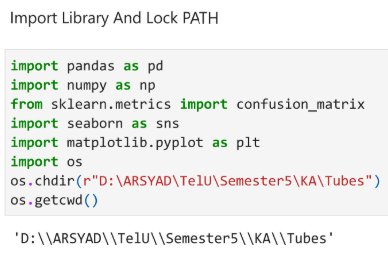 Import Library And Lock PATH
import pandas as pd
import numpy as np
from sklearn.metrics import confusion_matrix
import seaborn as sns
import matplotlib.pyplot as plt
import os
os.chdir(r"D:\ARSYAD\TelU\Semester5\KA\Tubes")
os.getcwd()
'D:\\ARSYAD\\TelU\\Semester5\\KA\\Tubes'